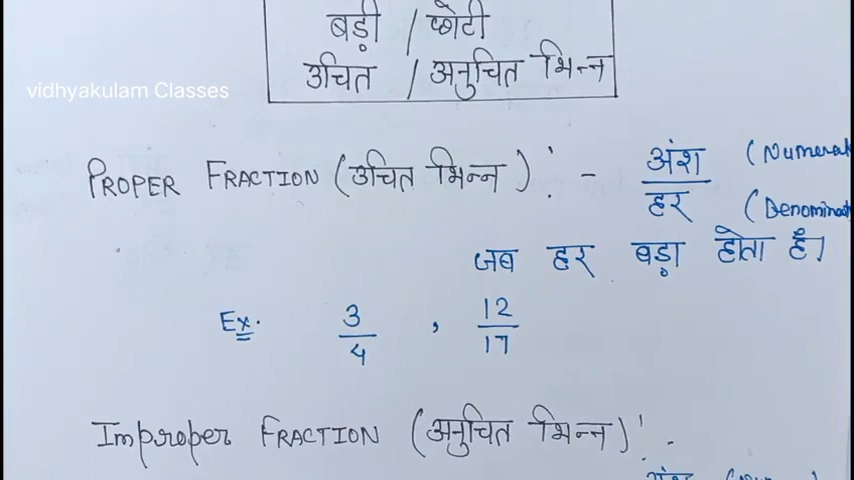 बड़ी / छोटी
उचित / अनुचित भिन्न
vidhyakulam Classes
PROPER FRACTION (उचित भिन्न) : - अंश (Numerat
हर (Denominat
जब हर बड़ा होता है।
Ex. 3/4 , 12/17
Improper FRACTION (अनुचित भिन्न) : -